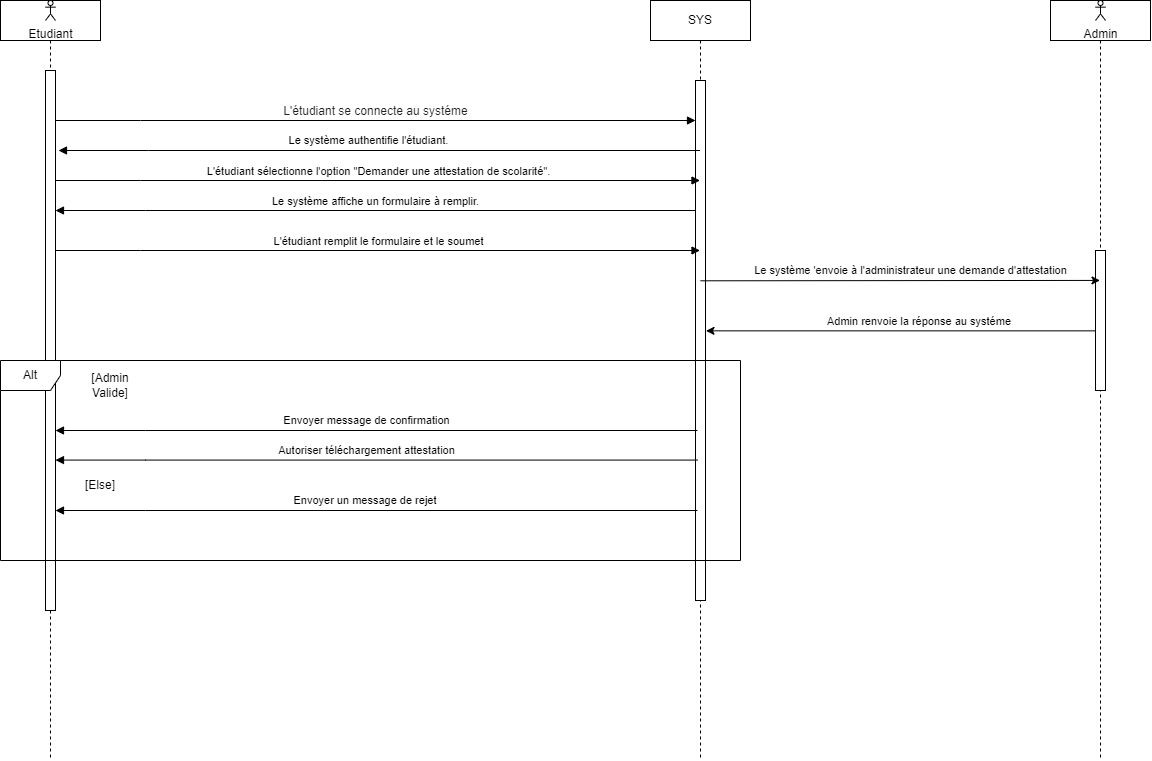 Etudiant
SYS
Admin
L'étudiant se connecte au systéme
Le système authentifie l'étudiant.
L'étudiant sélectionne l'option "Demander une attestation de scolarité".
Le système affiche un formulaire à remplir.
L'étudiant remplit le formulaire et le soumet
Le système 'envoie à l'administrateur une demande d'attestation
Admin renvoie la réponse au systéme
Alt
[Admin
Valide]
Envoyer message de confirmation
Autoriser téléchargement attestation
[Else]
Envoyer un message de rejet